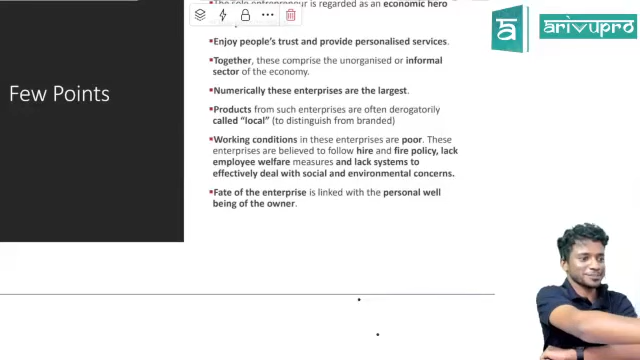 The sole entrepreneur is regarded as an economic hero
Enjoy people's trust and provide personalised services.
Together, these comprise the unorganised or informal
sector of the economy.
Numerically these enterprises are the largest.
Products from such enterprises are often derogatorily
called "local" (to distinguish from branded)
Working conditions in these enterprises are poor. These
enterprises are believed to follow hire and fire policy, lack
employee welfare measures and lack systems to
effectively deal with social and environmental concerns.
Fate of the enterprise is linked with the personal well
being of the owner.
Few Points
arivupro